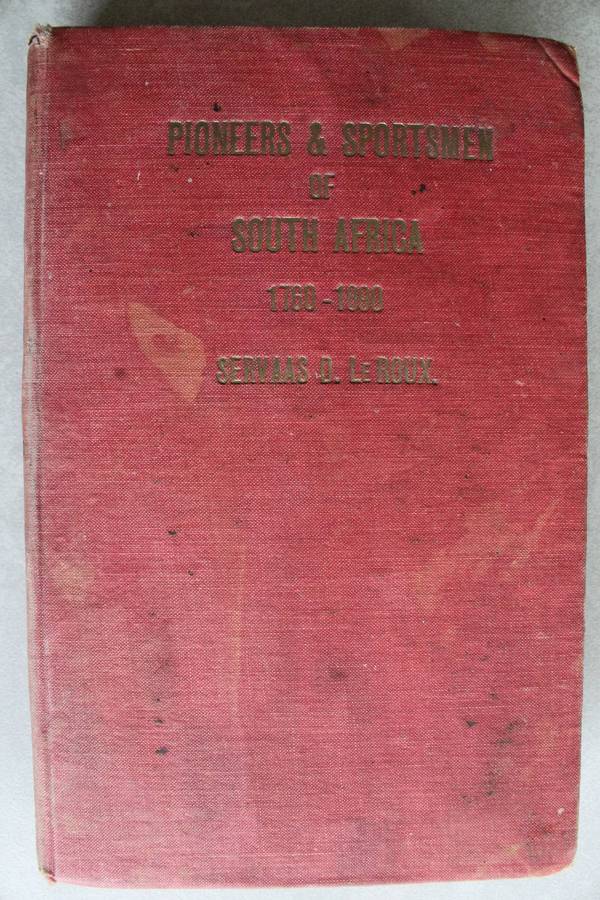 PIONEERS & SPORTSMEN
OF
SOUTH AFRICA
1760-1890
SERVAAS D. LE ROUX.